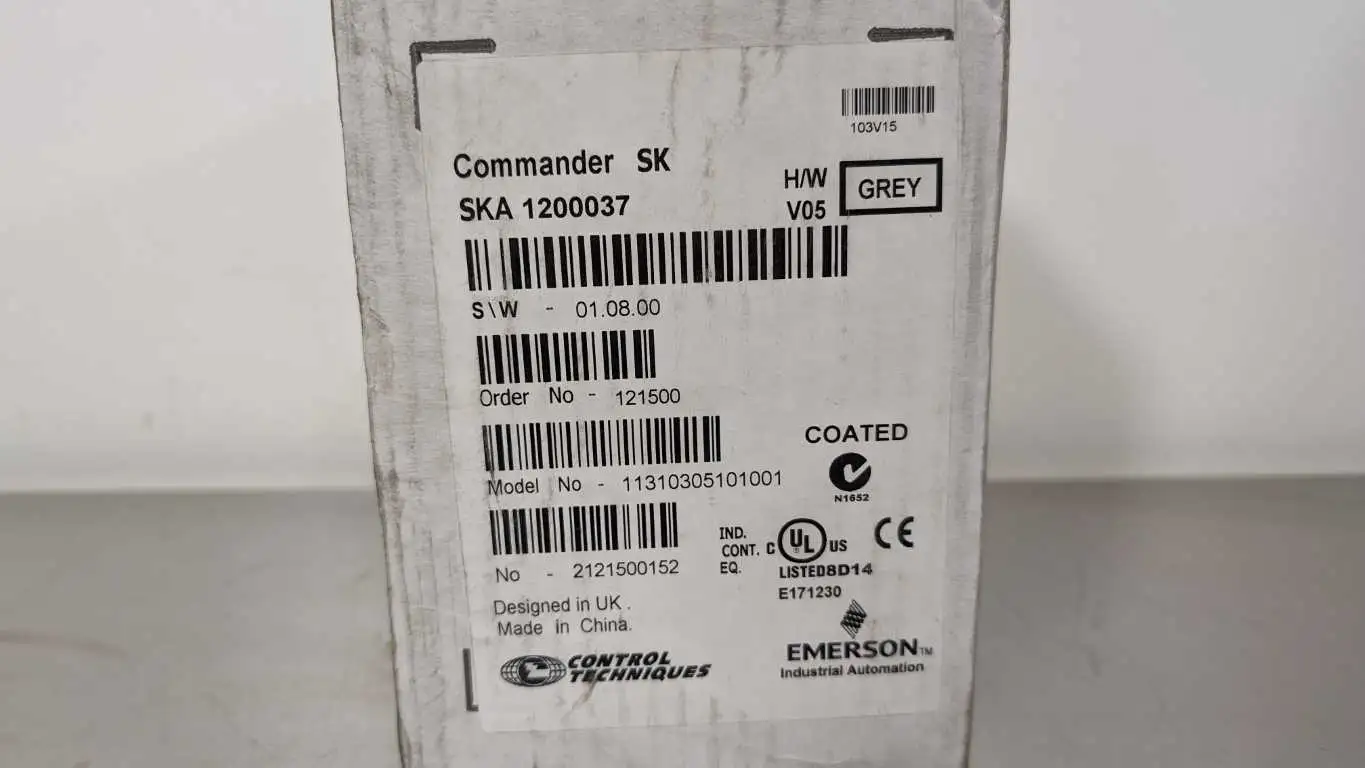 103V15
Commander SK
SKA 1200037
H/W
V05
GREY
S\W - 01.08.00
Order No - 121500
Model No - 11310305101001
COATED
N1652
No - 2121500152
IND.
CONT.
EQ.
C UL US
LISTED8D14
E171230
CE
Designed in UK .
Made in China.
CONTROL
TECHNIQUES
EMERSON™
Industrial Automation